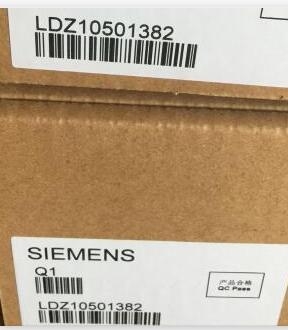 LDZ10501382
SIEMENS
Q1
产品合格
QC Pass
LDZ10501382